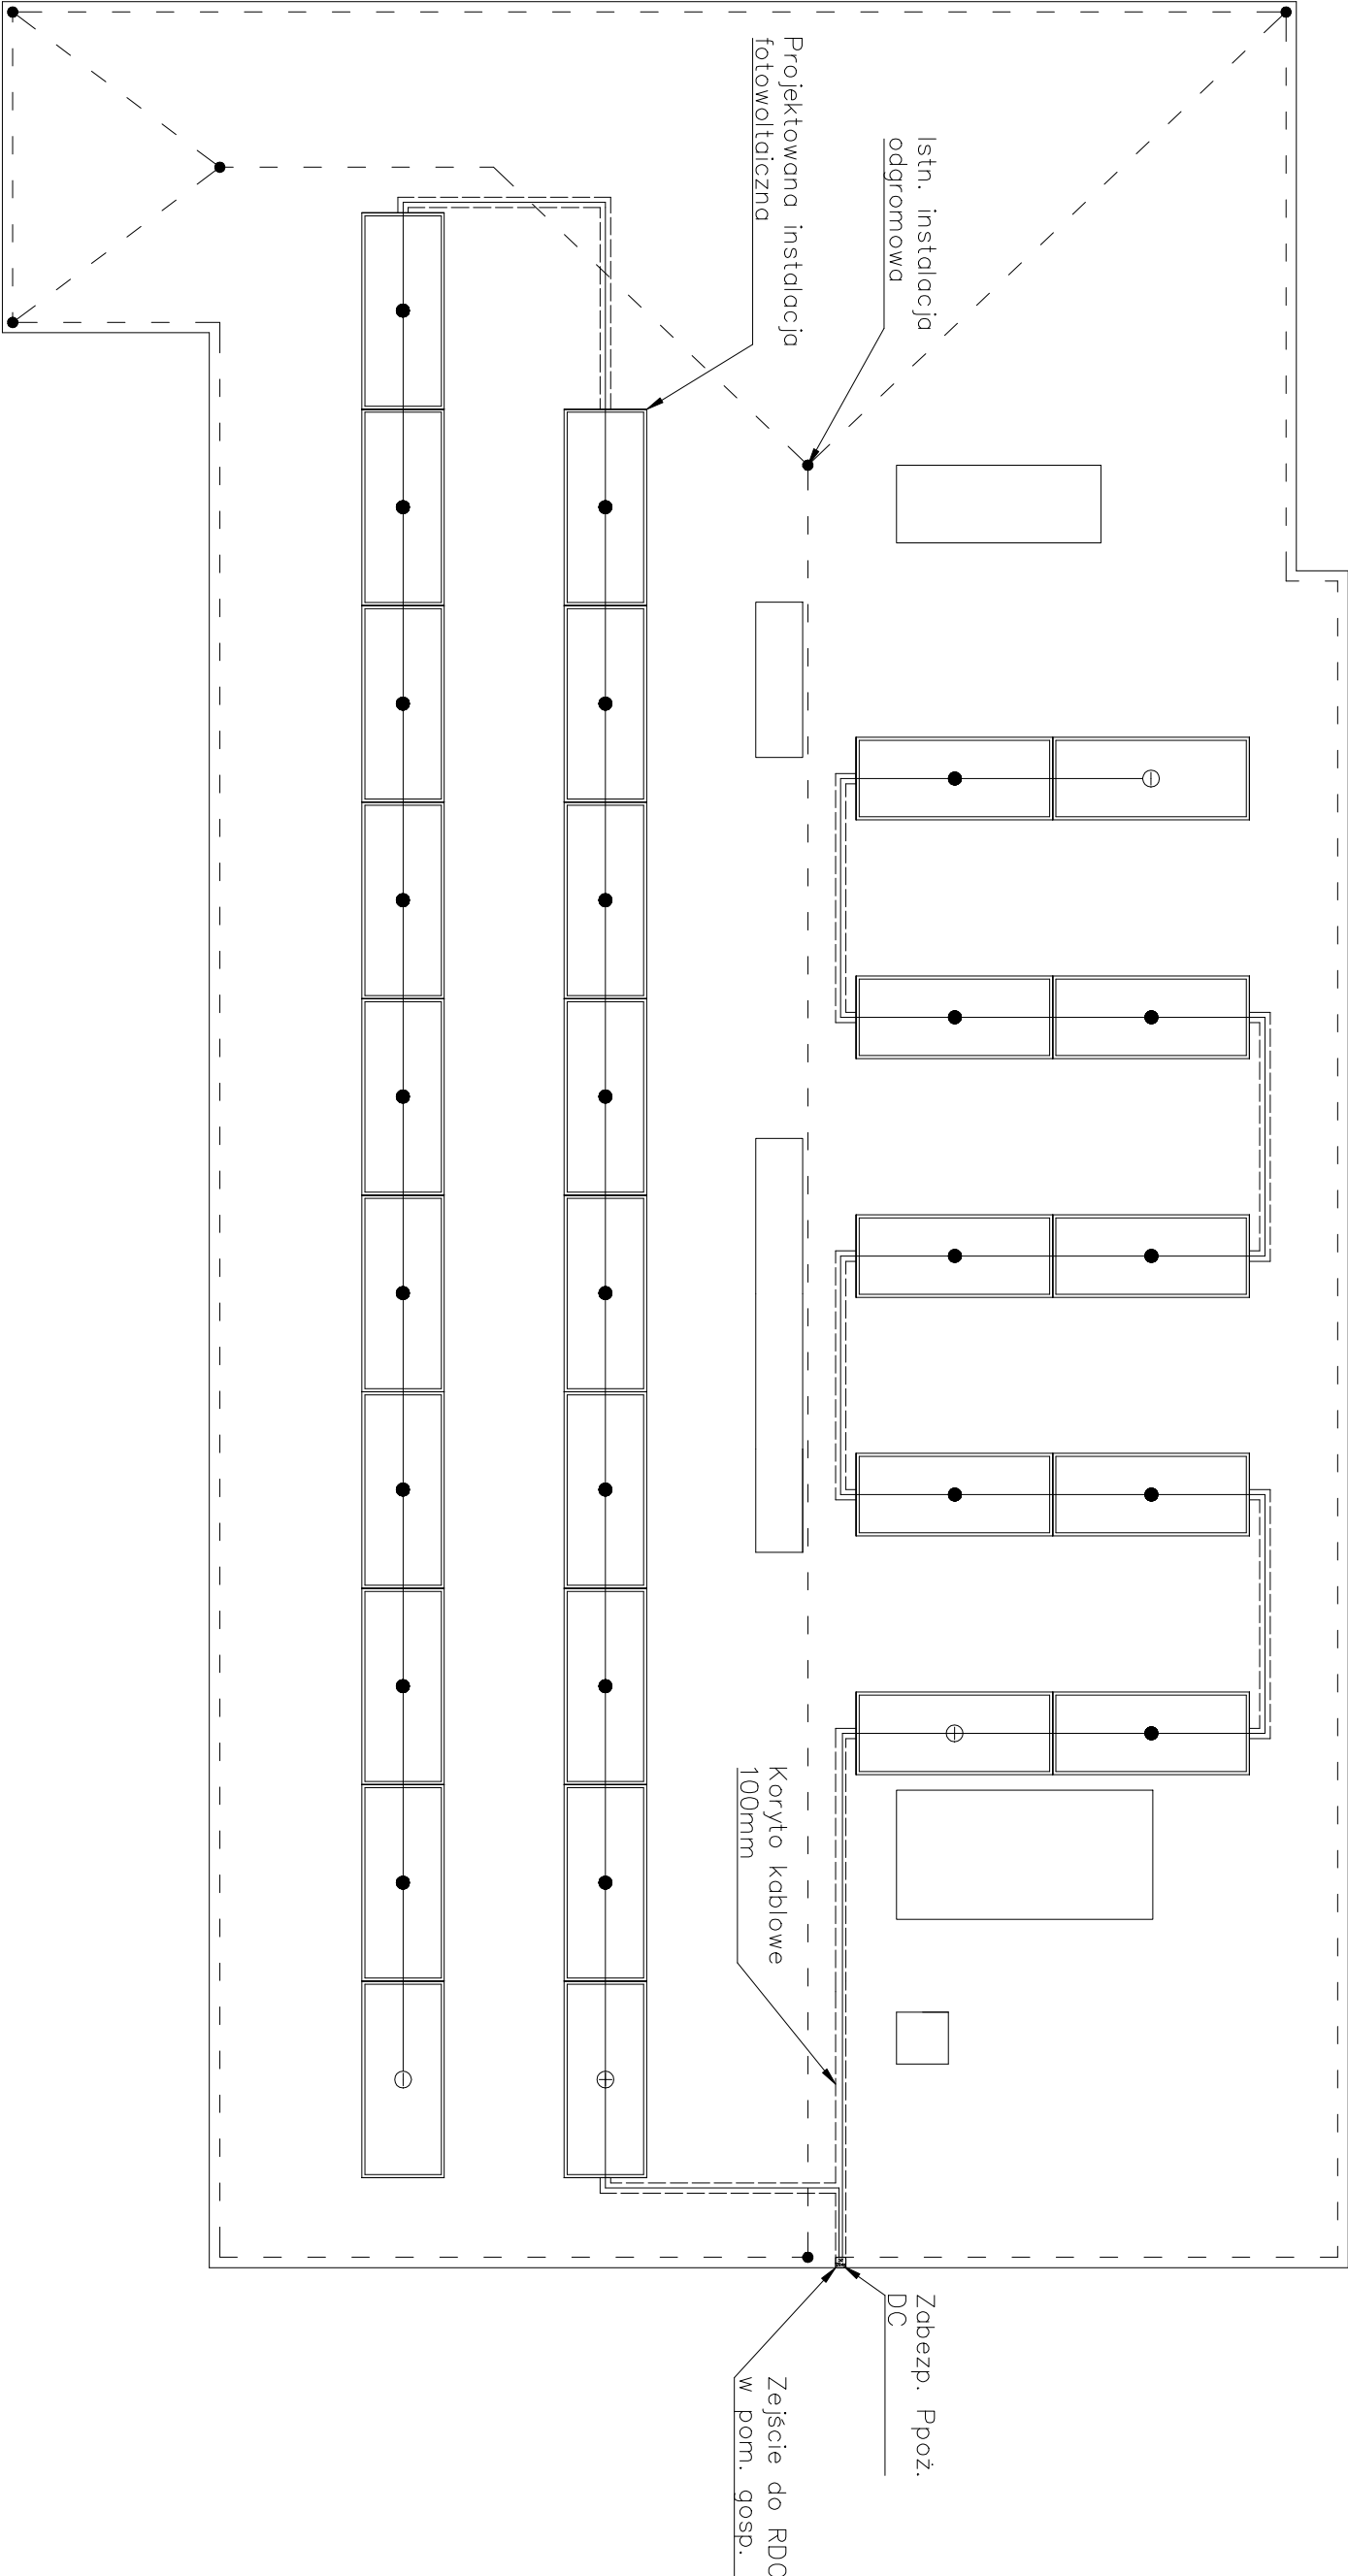 Projektowana instalacja
fotowoltaiczna
Istn. instalacja
odgromowa
Koryto kablowe
100mm
Zabezp. Ppoż.
DC
Zejście do RDC
w pom. gosp.